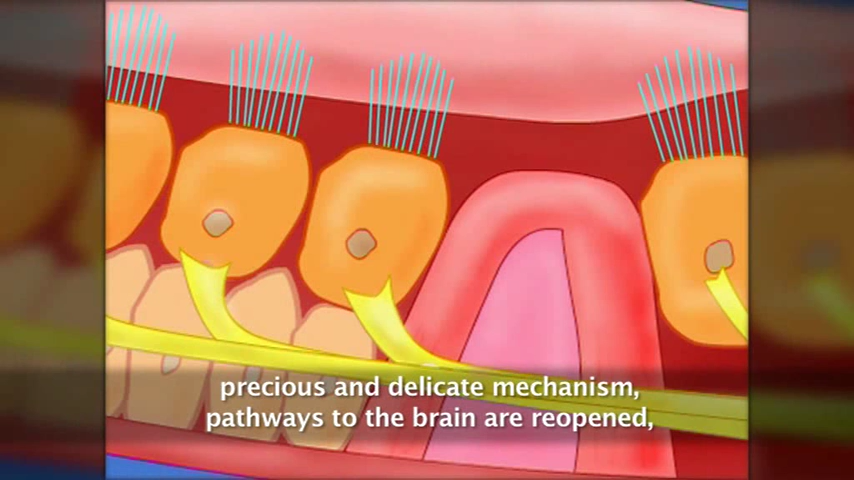 precious and delicate mechanism,
pathways to the brain are reopened,